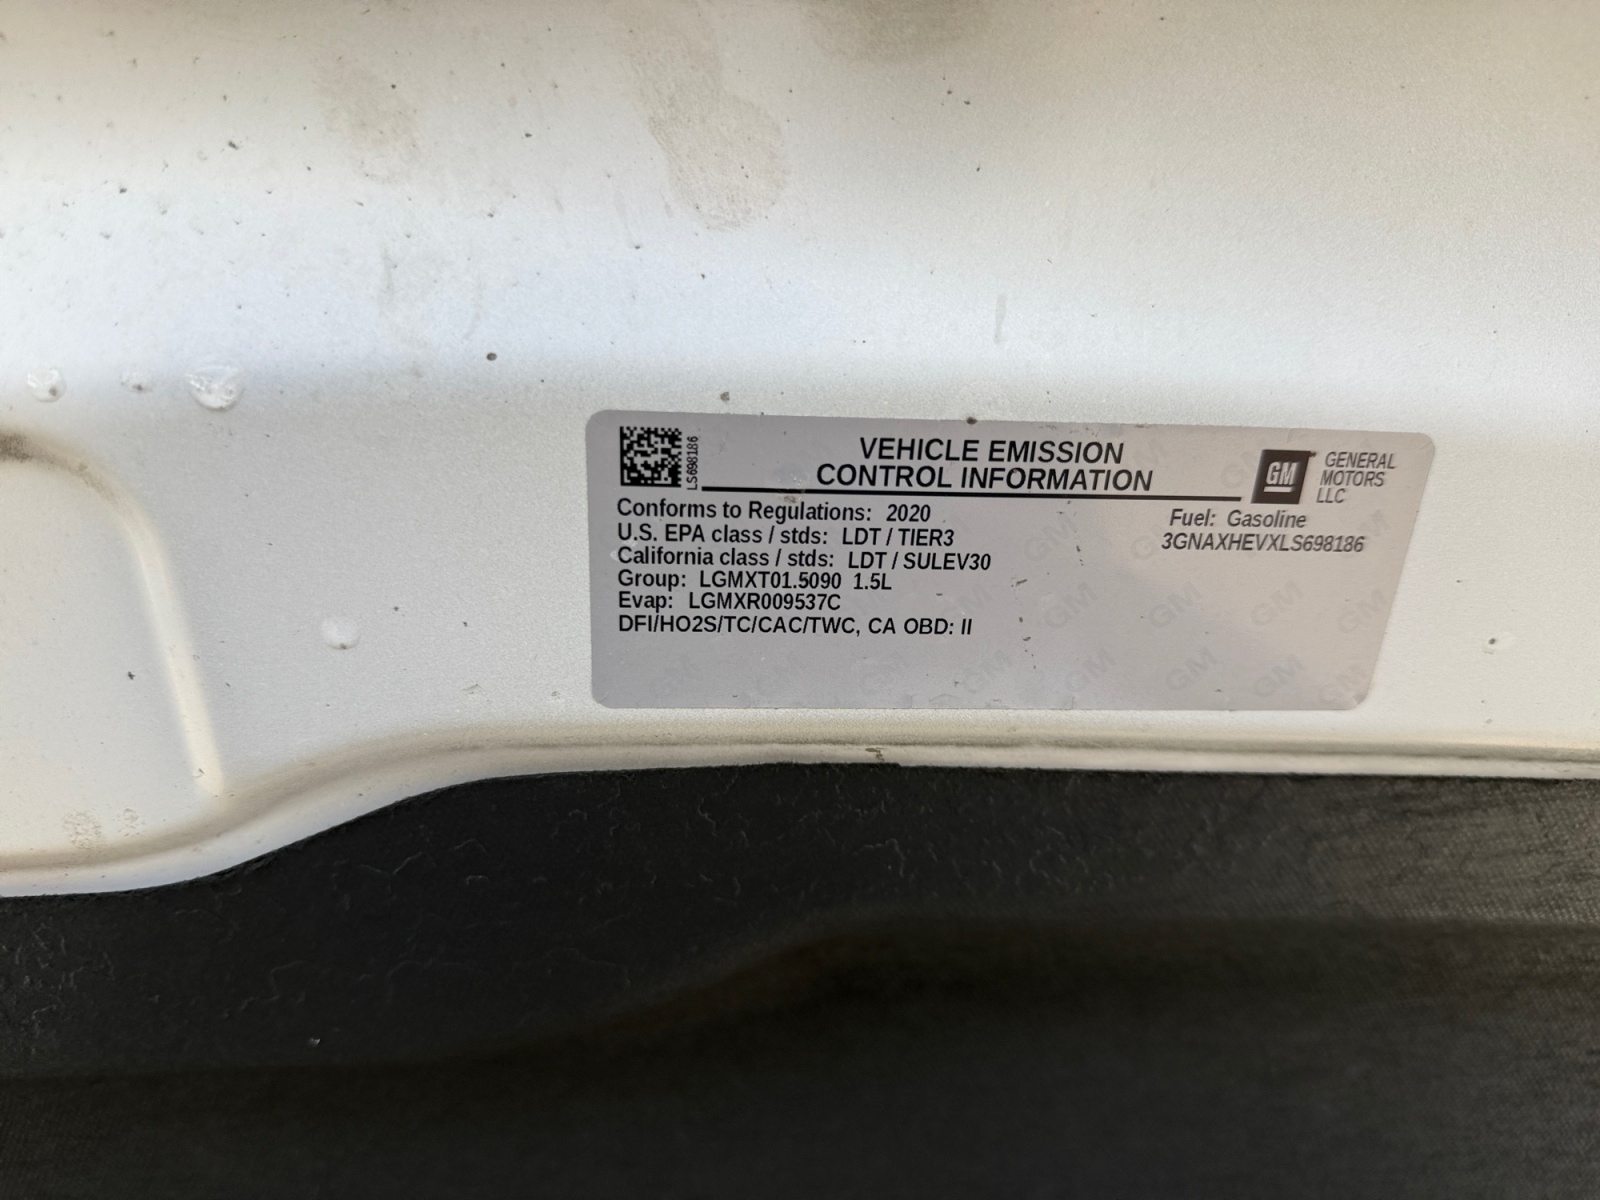 LS698186
VEHICLE EMISSION
CONTROL INFORMATION
GM
GENERAL
MOTORS
LLC
Conforms to Regulations: 2020
U.S. EPA class / stds: LDT / TIER3
California class / stds: LDT / SULEV30
Group: LGMXT01.5090 1.5L
Evap: LGMXR009537C
DFI/HO2S/TC/CAC/TWC, CA OBD: II
Fuel: Gasoline
3GNAXHEVXLS698186